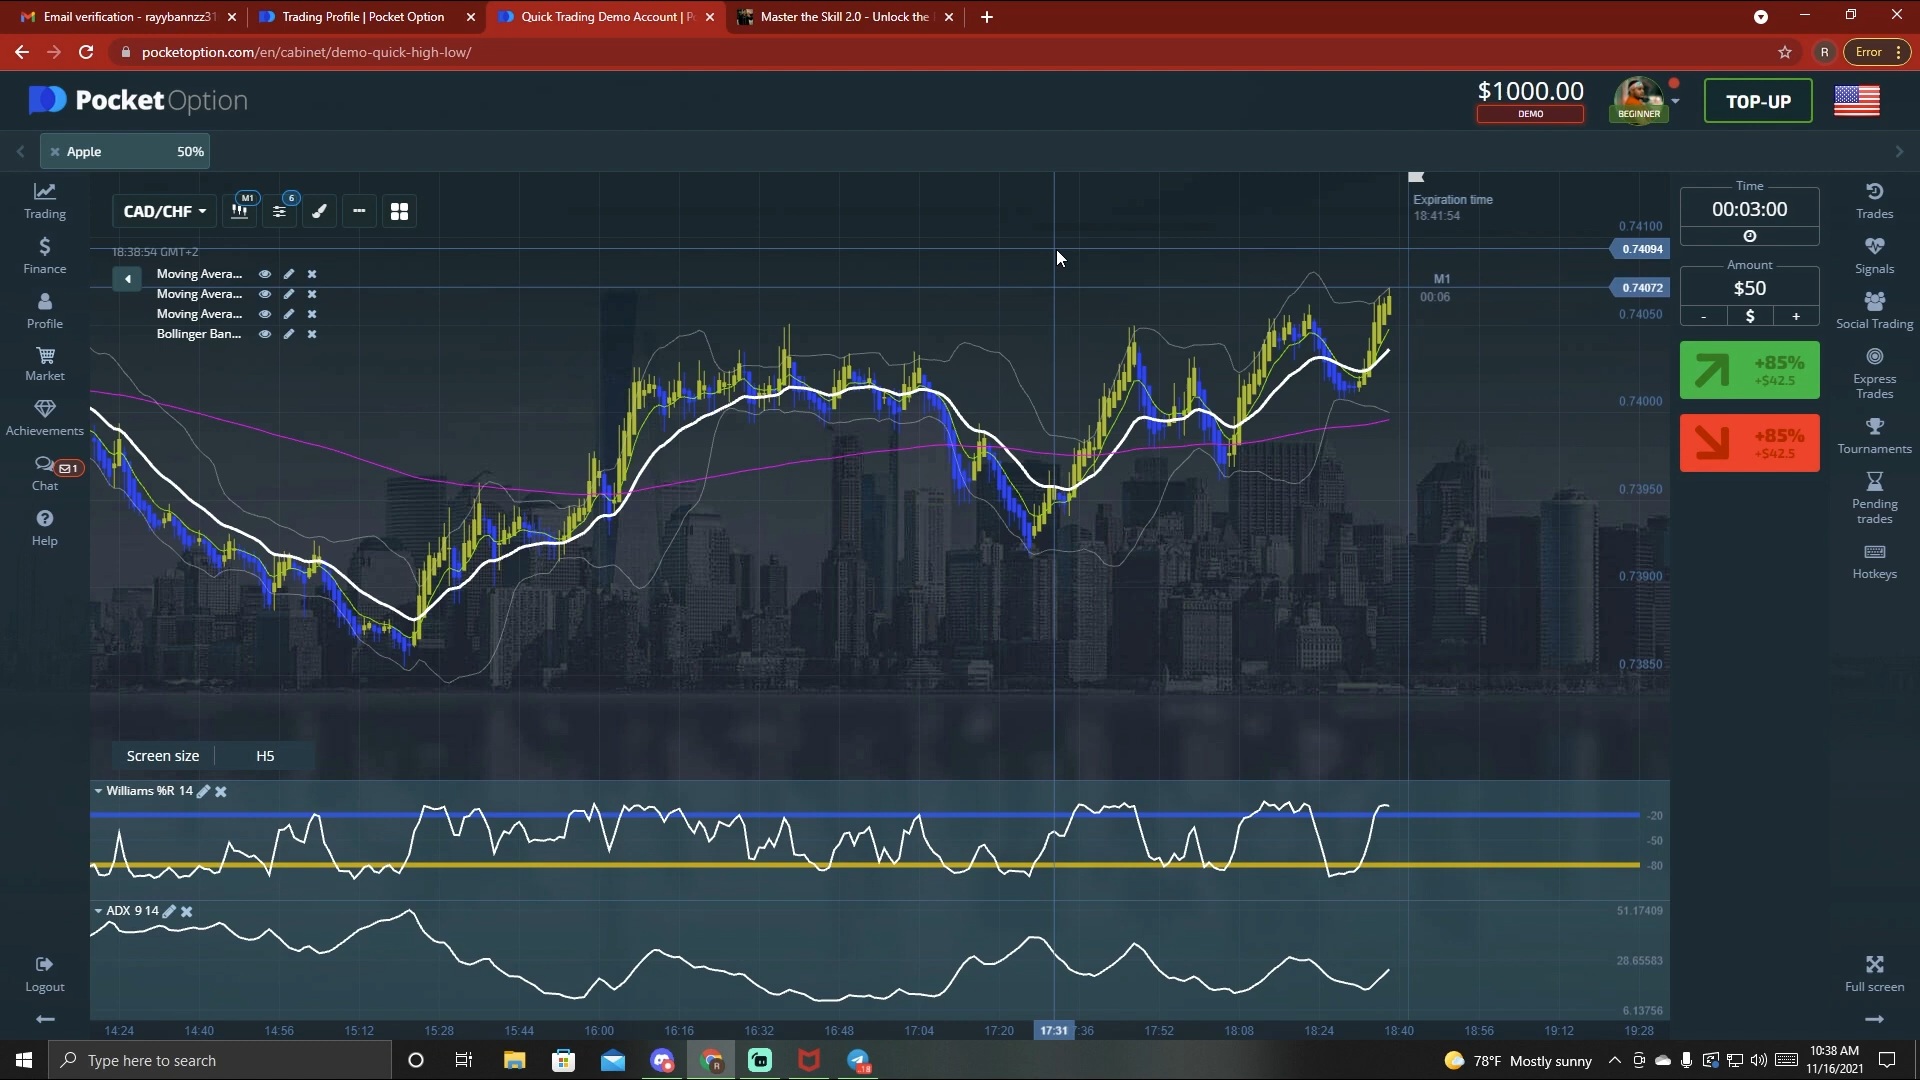 Email verification - rayybannzz31
Trading Profile | Pocket Option
Quick Trading Demo Account | P
Master the Skill 2.0 - Unlock the
pocketoption.com/en/cabinet/demo-quick-high-low/
R
Error
PocketOption
$1000.00
DEMO
BEGINNER
TOP-UP
Apple 50%
Trading
Finance
Profile
Market
Achievements
1
Chat
Help
Logout
CAD/CHF
M1
6
18:38:54 GMT+2
Moving Avera...
Moving Avera...
Moving Avera...
Bollinger Ban...
Expiration time
18:41:54
M1
00:06
0.74100
0.74094
0.74072
0.74050
0.74000
0.73950
0.73900
0.73850
Screen size H5
Williams %R 14
-20
-50
-80
ADX 9 14
51.17409
28.65583
6.13756
14:24 14:40 14:56 15:12 15:28 15:44 16:00 16:16 16:32 16:48 17:04 17:20 17:31 7:36 17:52 18:08 18:24 18:40 18:56 19:12 19:28
Time
00:03:00
Amount
$50
- $ +
+85%
+$42.5
+85%
+$42.5
Trades
Signals
Social Trading
Express
Trades
Tournaments
Pending
trades
Hotkeys
Full screen
Type here to search
18
78°F Mostly sunny
10:38 AM
11/16/2021